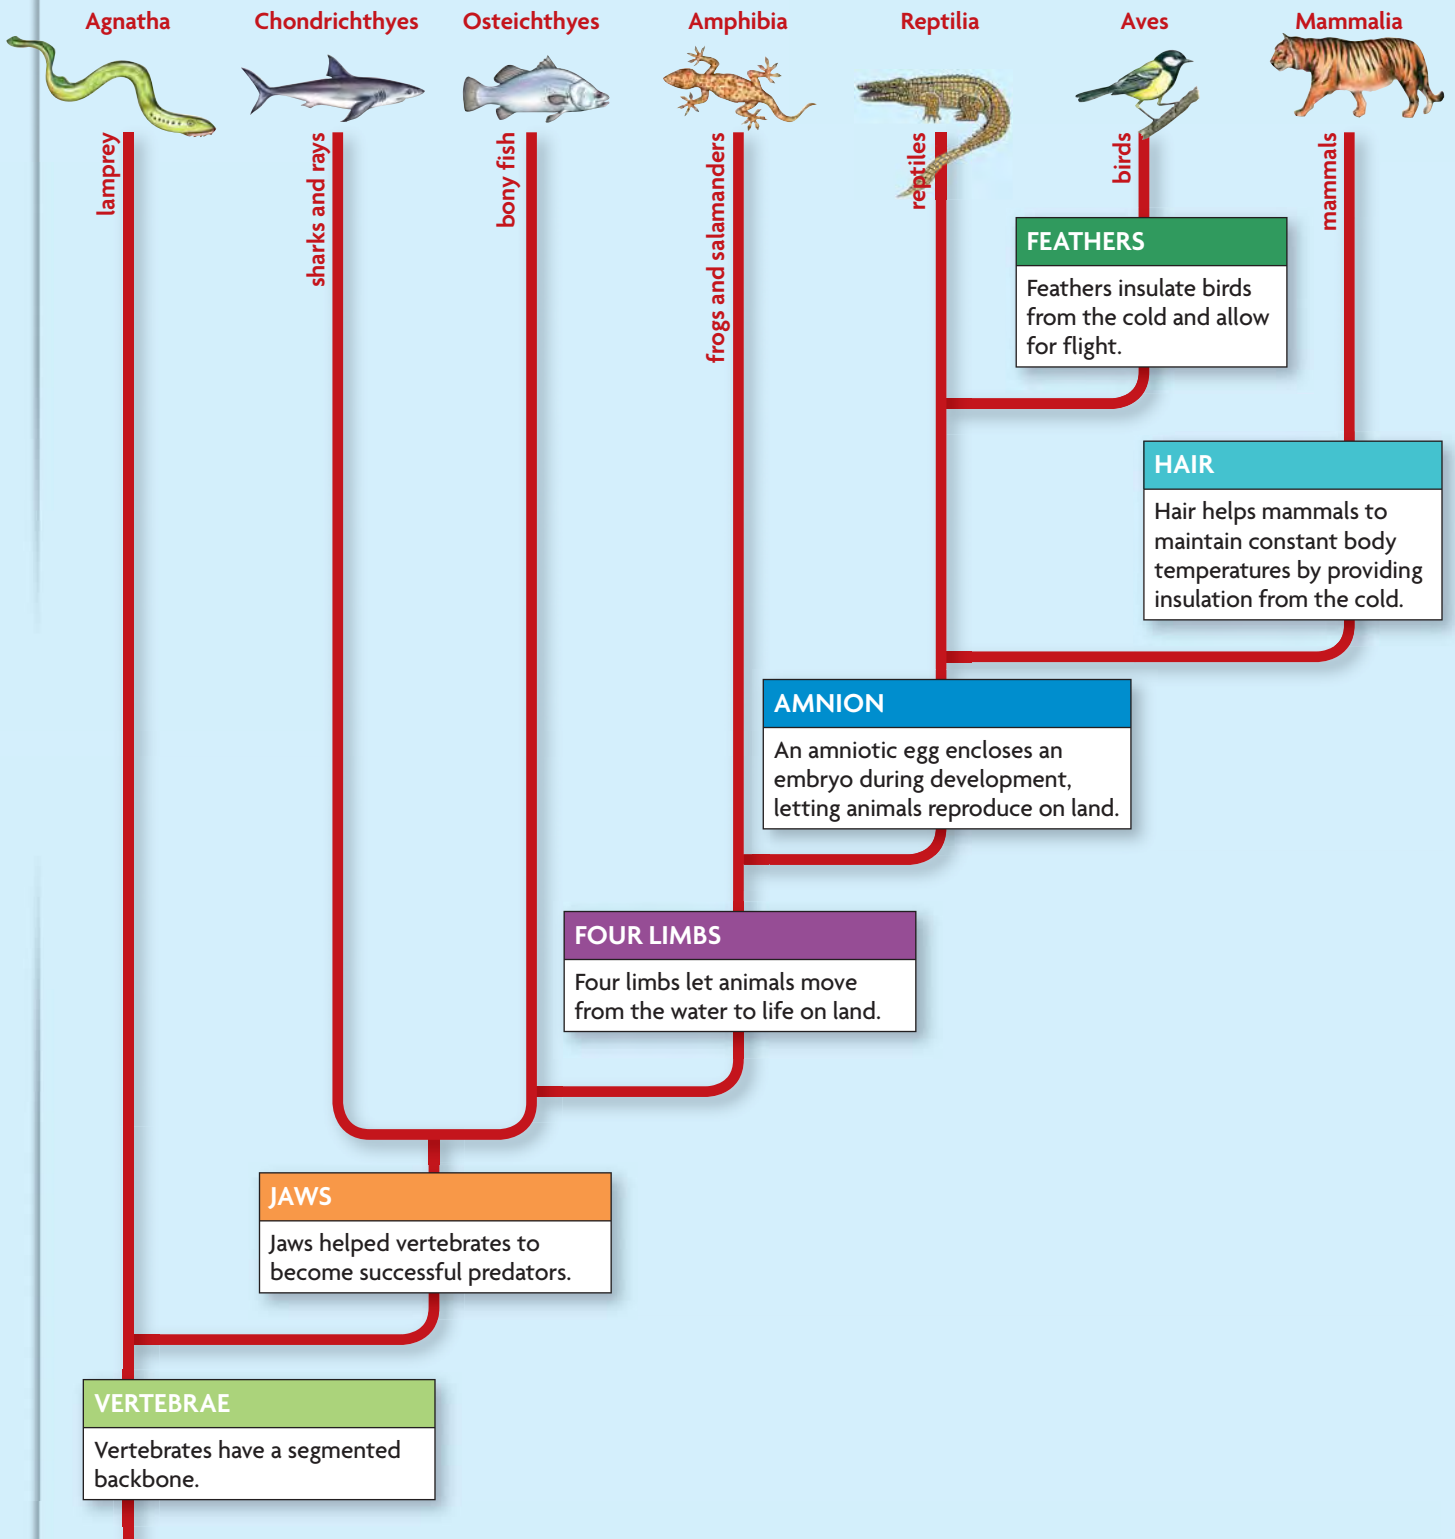 Agnatha
Chondrichthyes
Osteichthyes
Amphibia
Reptilia
Aves
Mammalia
lamprey
sharks and rays
bony fish
frogs and salamanders
reptiles
birds
mammals
FEATHERS
Feathers insulate birds
from the cold and allow
for flight.
HAIR
Hair helps mammals to
maintain constant body
temperatures by providing
insulation from the cold.
AMNION
An amniotic egg encloses an
embryo during development,
letting animals reproduce on land.
FOUR LIMBS
Four limbs let animals move
from the water to life on land.
JAWS
Jaws helped vertebrates to
become successful predators.
VERTEBRAE
Vertebrates have a segmented
backbone.